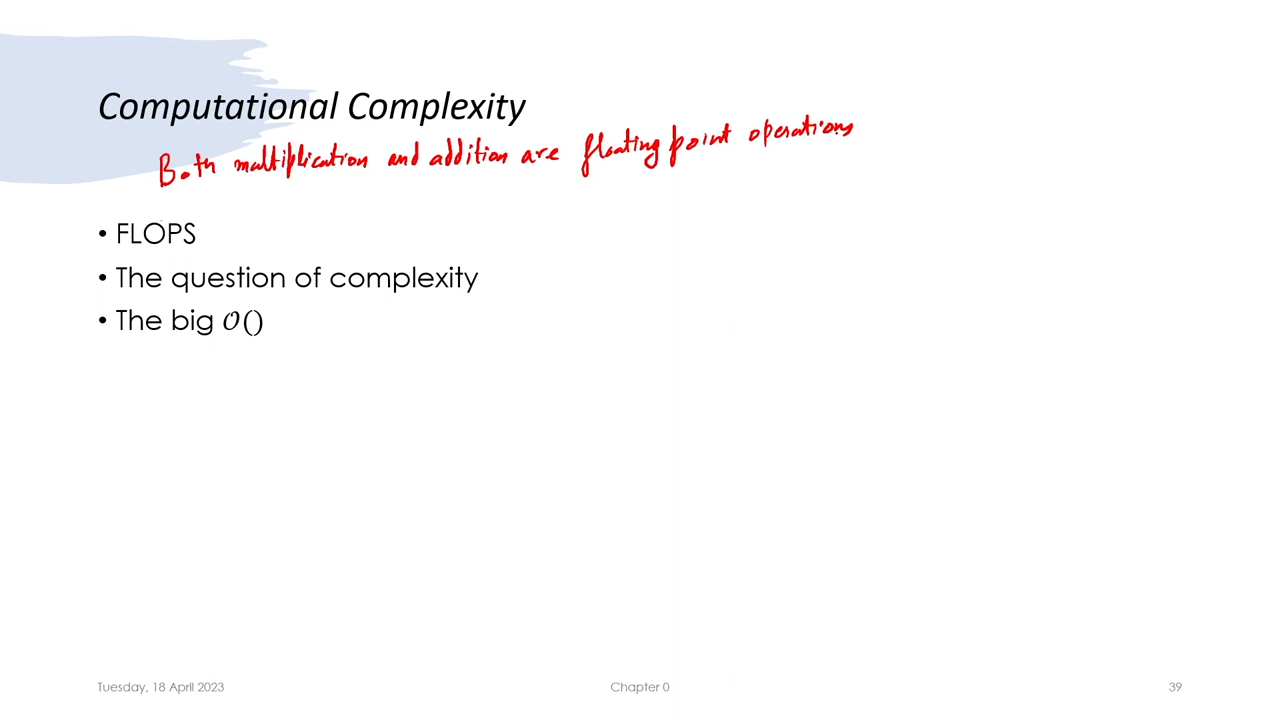 Computational Complexity
Both multiplication and addition are floating point operations
• FLOPS
• The question of complexity
• The big 𝒪()
Tuesday, 18 April 2023
Chapter 0
39